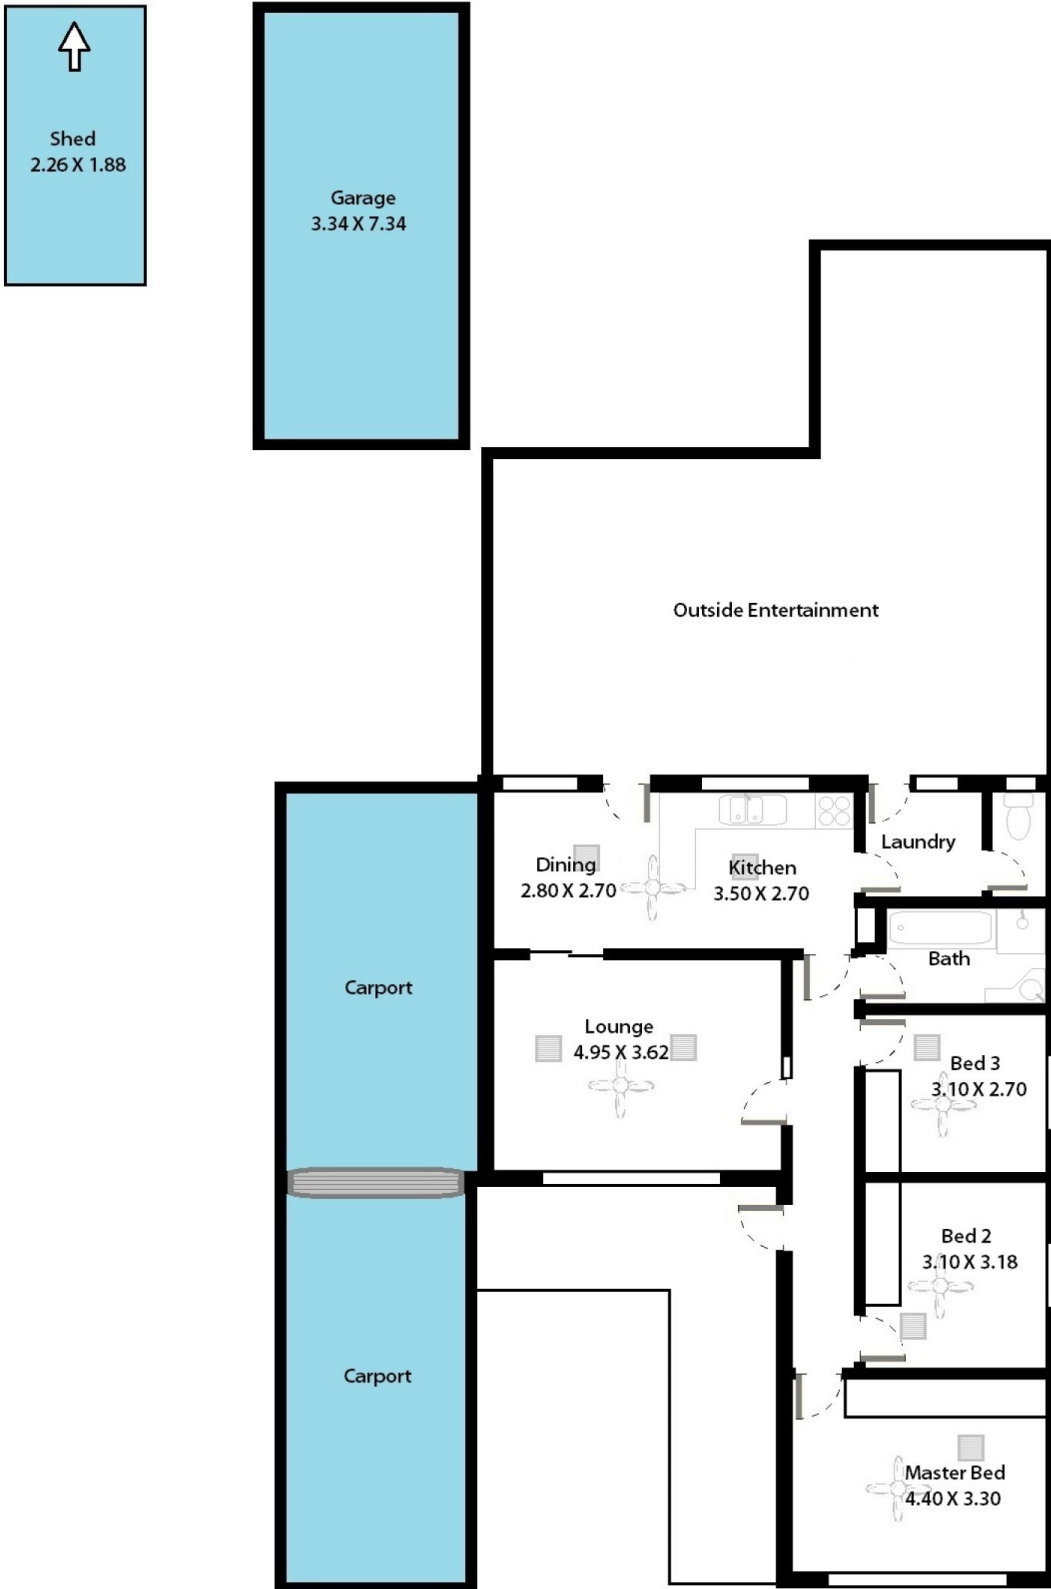 Shed
2.26 X 1.88
Garage
3.34 X 7.34
Outside Entertainment
Dining
2.80 X 2.70
Kitchen
3.50 X 2.70
Laundry
Bath
Carport
Lounge
4.95 X 3.62
Bed 3
3.10 X 2.70
Bed 2
3.10 X 3.18
Carport
Master Bed
4.40 X 3.30